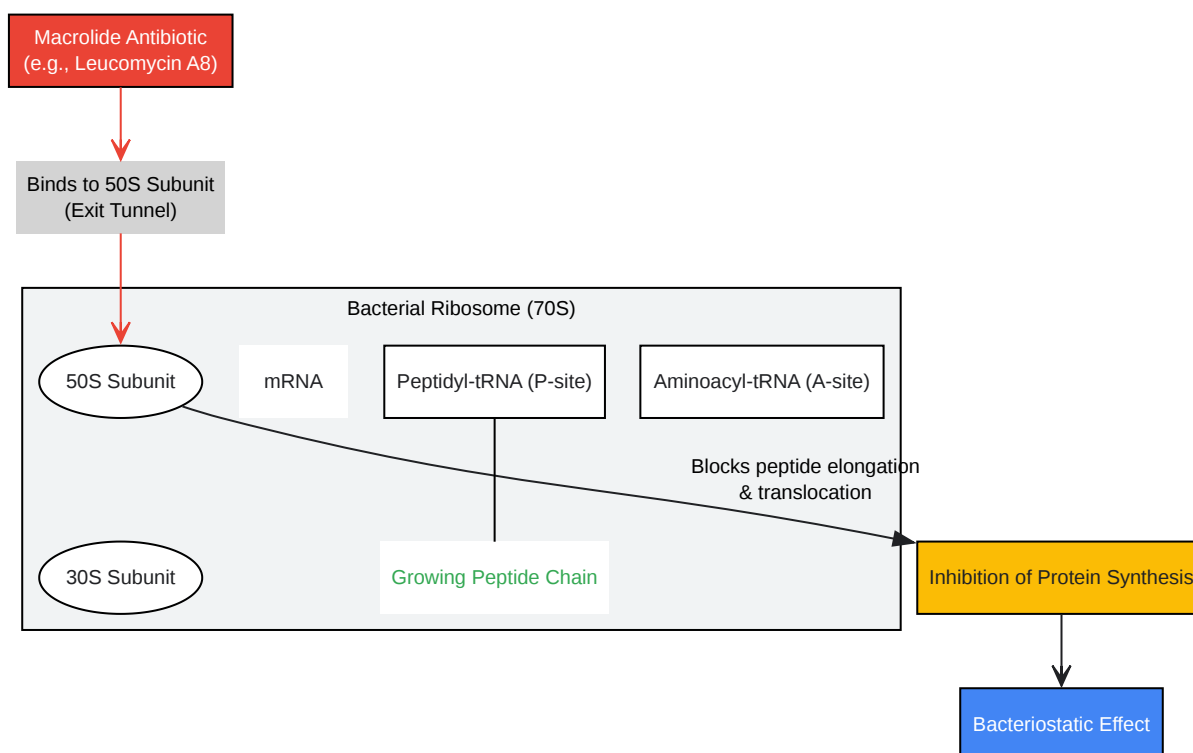 Macrolide Antibiotic
(e.g., Leucomycin A8)
Binds to 50S Subunit
(Exit Tunnel)
Bacterial Ribosome (70S)
50S Subunit
mRNA
Peptidyl-tRNA (P-site)
Aminoacyl-tRNA (A-site)
Blocks peptide elongation
& translocation
30S Subunit
Growing Peptide Chain
Inhibition of Protein Synthesis
Bacteriostatic Effect